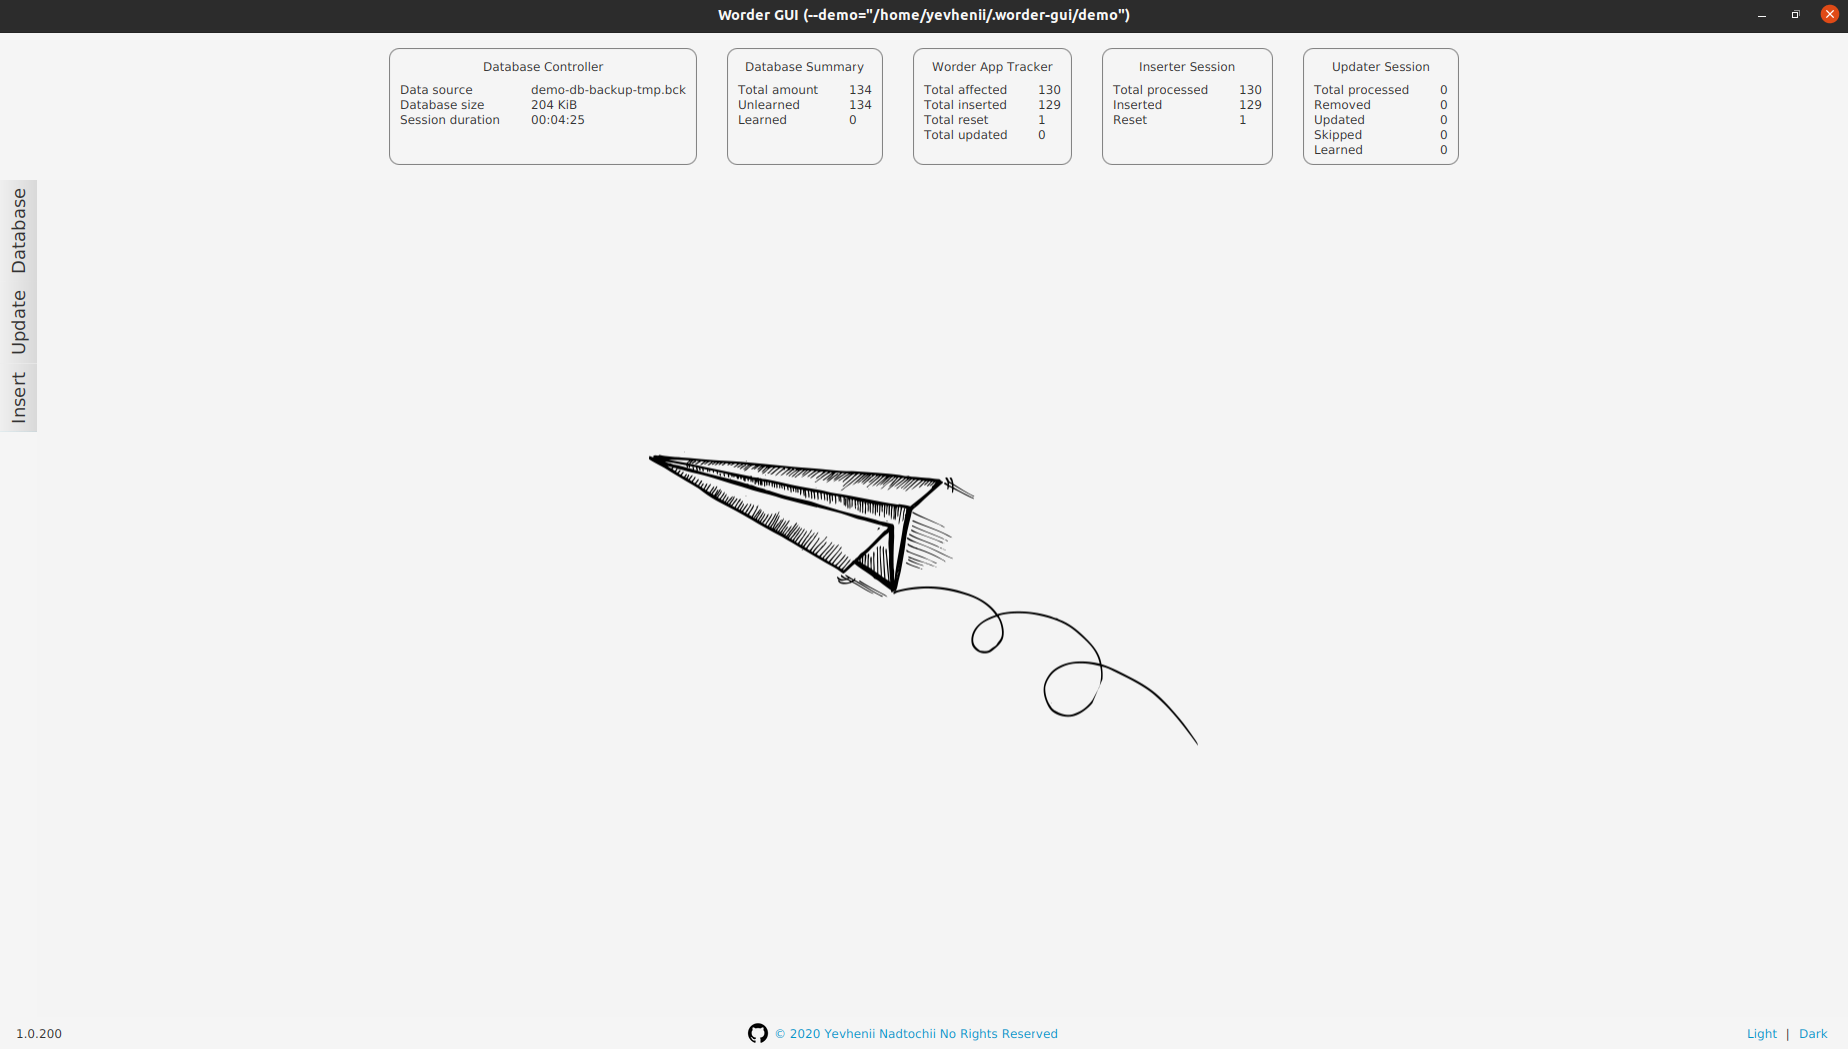 Worder GUI (--demo="/home/yevhenii/.worder-gui/demo")
Database Controller
Data source demo-db-backup-tmp.bck
Database size 204 KiB
Session duration 00:04:25
Database Summary
Total amount 134
Unlearned 134
Learned 0
Worder App Tracker
Total affected 130
Total inserted 129
Total reset 1
Total updated 0
Inserter Session
Total processed 130
Inserted 129
Reset 1
Updater Session
Total processed 0
Removed 0
Updated 0
Skipped 0
Learned 0
Database
Update
Insert
1.0.200
© 2020 Yevhenii Nadtochii No Rights Reserved
Light | Dark